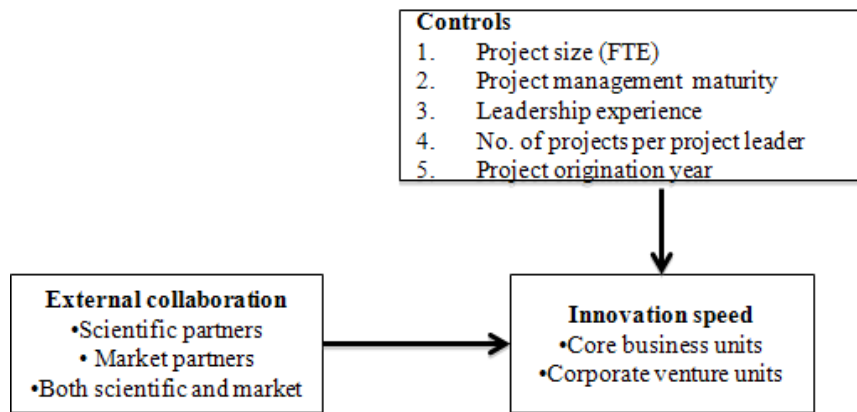 Controls
1. Project size (FTE)
2. Project management maturity
3. Leadership experience
4. No. of projects per project leader
5. Project origination year
External collaboration
•Scientific partners
• Market partners
•Both scientific and market
Innovation speed
•Core business units
•Corporate venture units